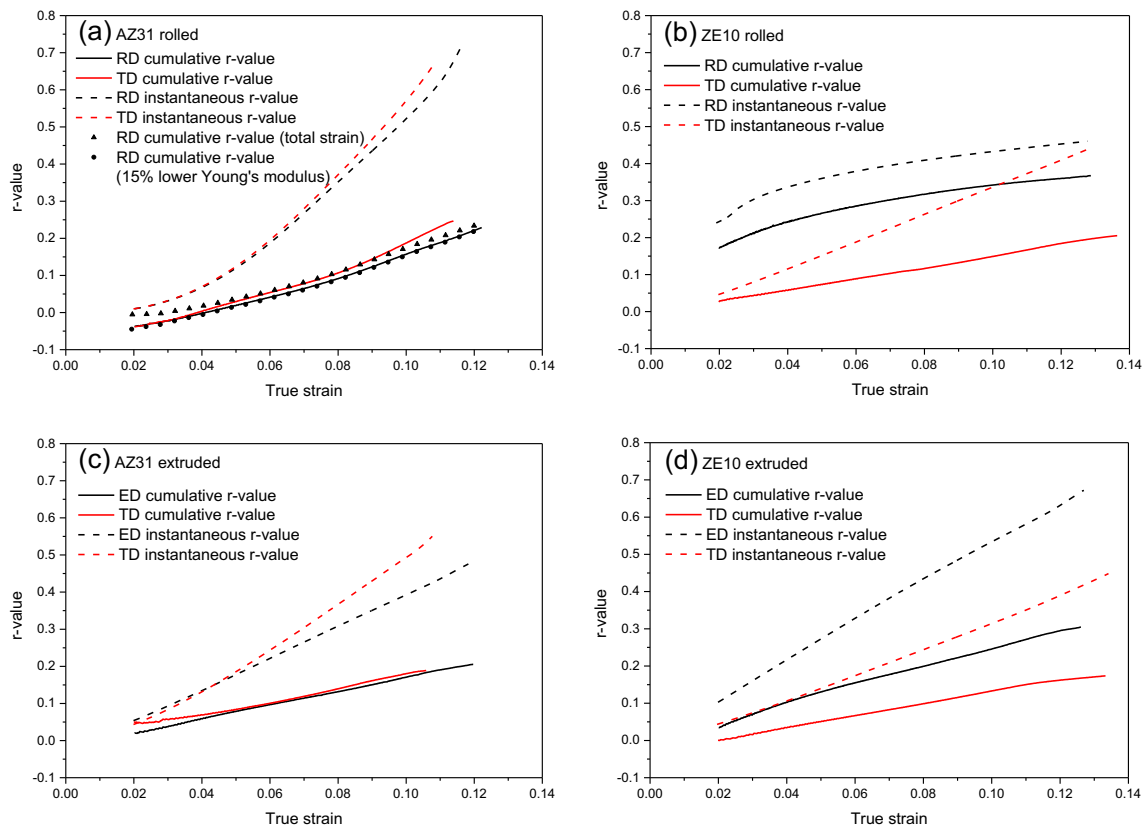 (a) AZ31 rolled
RD cumulative r-value
TD cumulative r-value
RD instantaneous r-value
TD instantaneous r-value
RD cumulative r-value (total strain)
RD cumulative r-value
(15% lower Young's modulus)
r-value
0.8
0.7
0.6
0.5
0.4
0.3
0.2
0.1
0.0
-0.1
0.00 0.02 0.04 0.06 0.08 0.10 0.12 0.14
True strain
(b) ZE10 rolled
RD cumulative r-value
TD cumulative r-value
RD instantaneous r-value
TD instantaneous r-value
r-value
0.8
0.7
0.6
0.5
0.4
0.3
0.2
0.1
0.0
-0.1
0.00 0.02 0.04 0.06 0.08 0.10 0.12 0.14
True strain
(c) AZ31 extruded
ED cumulative r-value
TD cumulative r-value
ED instantaneous r-value
TD instantaneous r-value
r-value
0.8
0.7
0.6
0.5
0.4
0.3
0.2
0.1
0.0
-0.1
0.00 0.02 0.04 0.06 0.08 0.10 0.12 0.14
True strain
(d) ZE10 extruded
ED cumulative r-value
TD cumulative r-value
ED instantaneous r-value
TD instantaneous r-value
r-value
0.8
0.7
0.6
0.5
0.4
0.3
0.2
0.1
0.0
-0.1
0.00 0.02 0.04 0.06 0.08 0.10 0.12 0.14
True strain